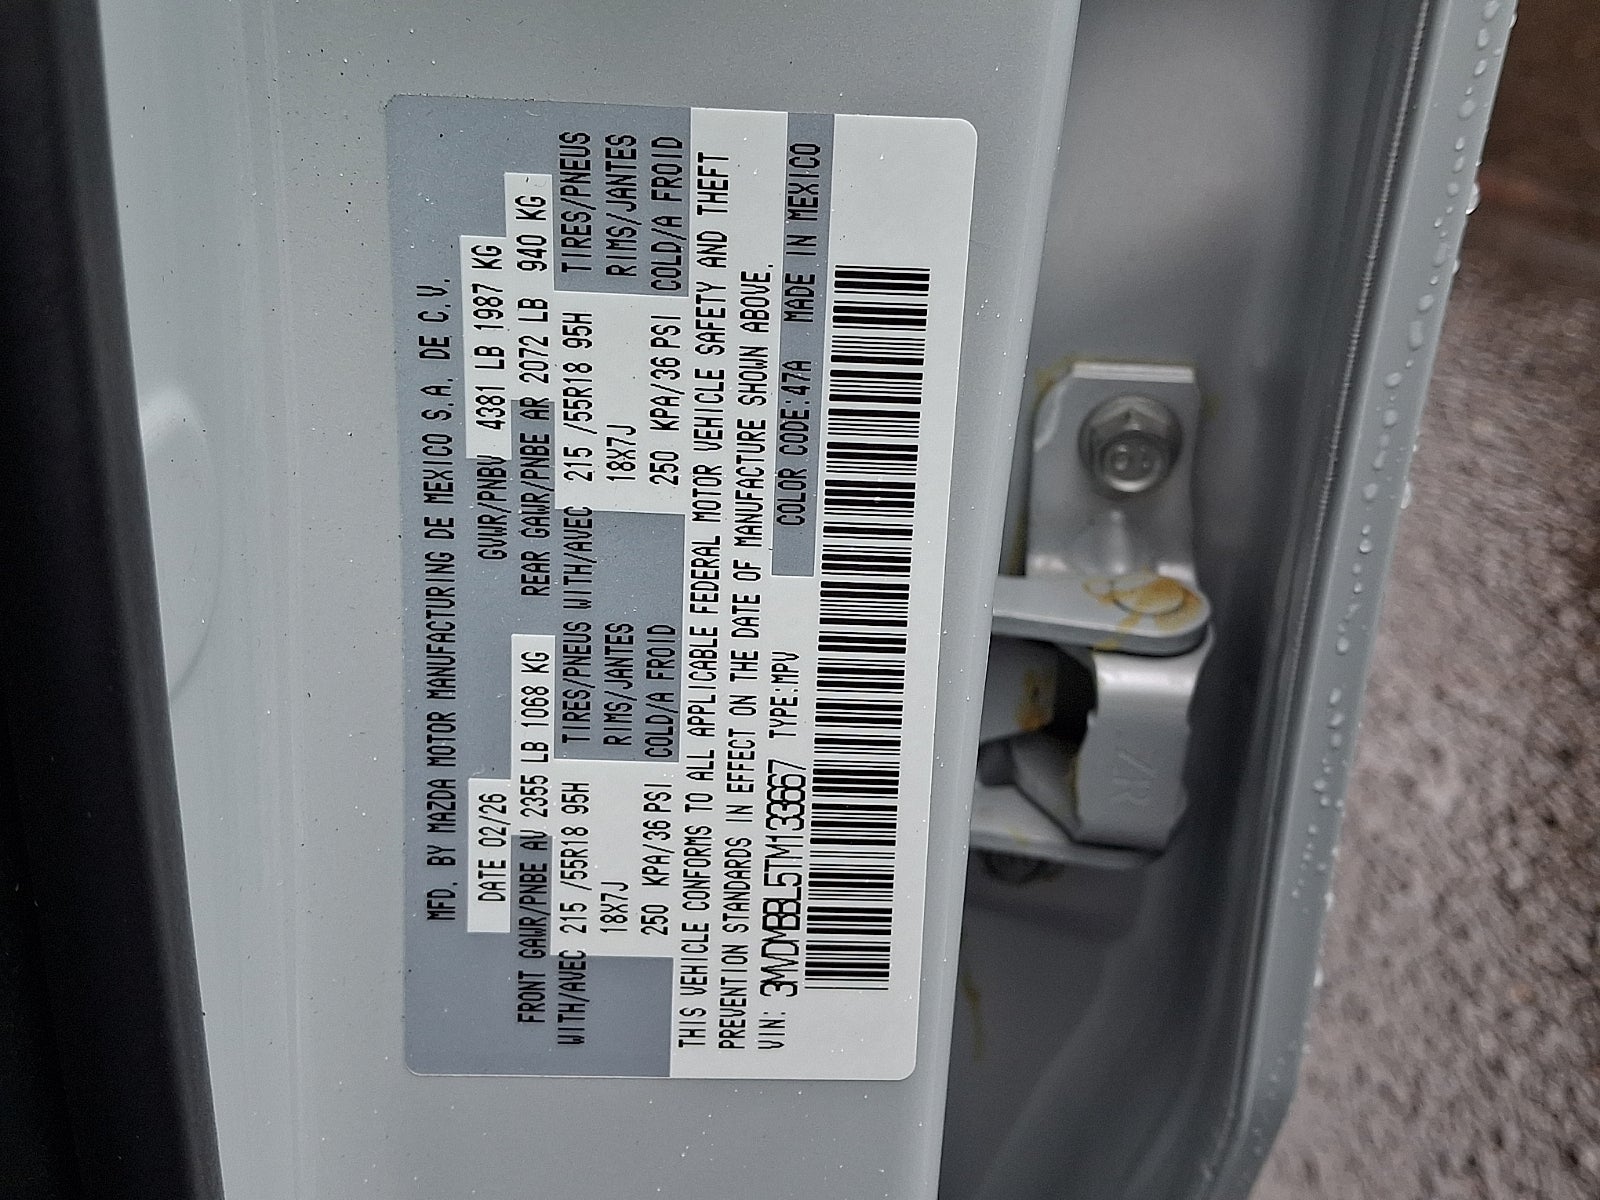 MFD. BY MAZDA MOTOR MANUFACTURING DE MEXICO S.A. DE C.V.
DATE 02/26 GVWR/PNBV 4381 LB 1987 KG
FRONT GAWR/PNBE AV 2355 LB 1068 KG REAR GAWR/PNBE AR 2072 LB 940 KG
WITH/AVEC 215 /55R18 95H TIRES/PNEUS WITH/AVEC 215 /55R18 95H TIRES/PNEUS
18X7J RIMS/JANTES 18X7J RIMS/JANTES
250 KPA/36 PSI COLD/A FROID 250 KPA/36 PSI COLD/A FROID
THIS VEHICLE CONFORMS TO ALL APPLICABLE FEDERAL MOTOR VEHICLE SAFETY AND THEFT
PREVENTION STANDARDS IN EFFECT ON THE DATE OF MANUFACTURE SHOWN ABOVE.
VIN: 3MVDMBBL5TM133667 TYPE:MPV COLOR CODE:47A MADE IN MEXICO
8
7R